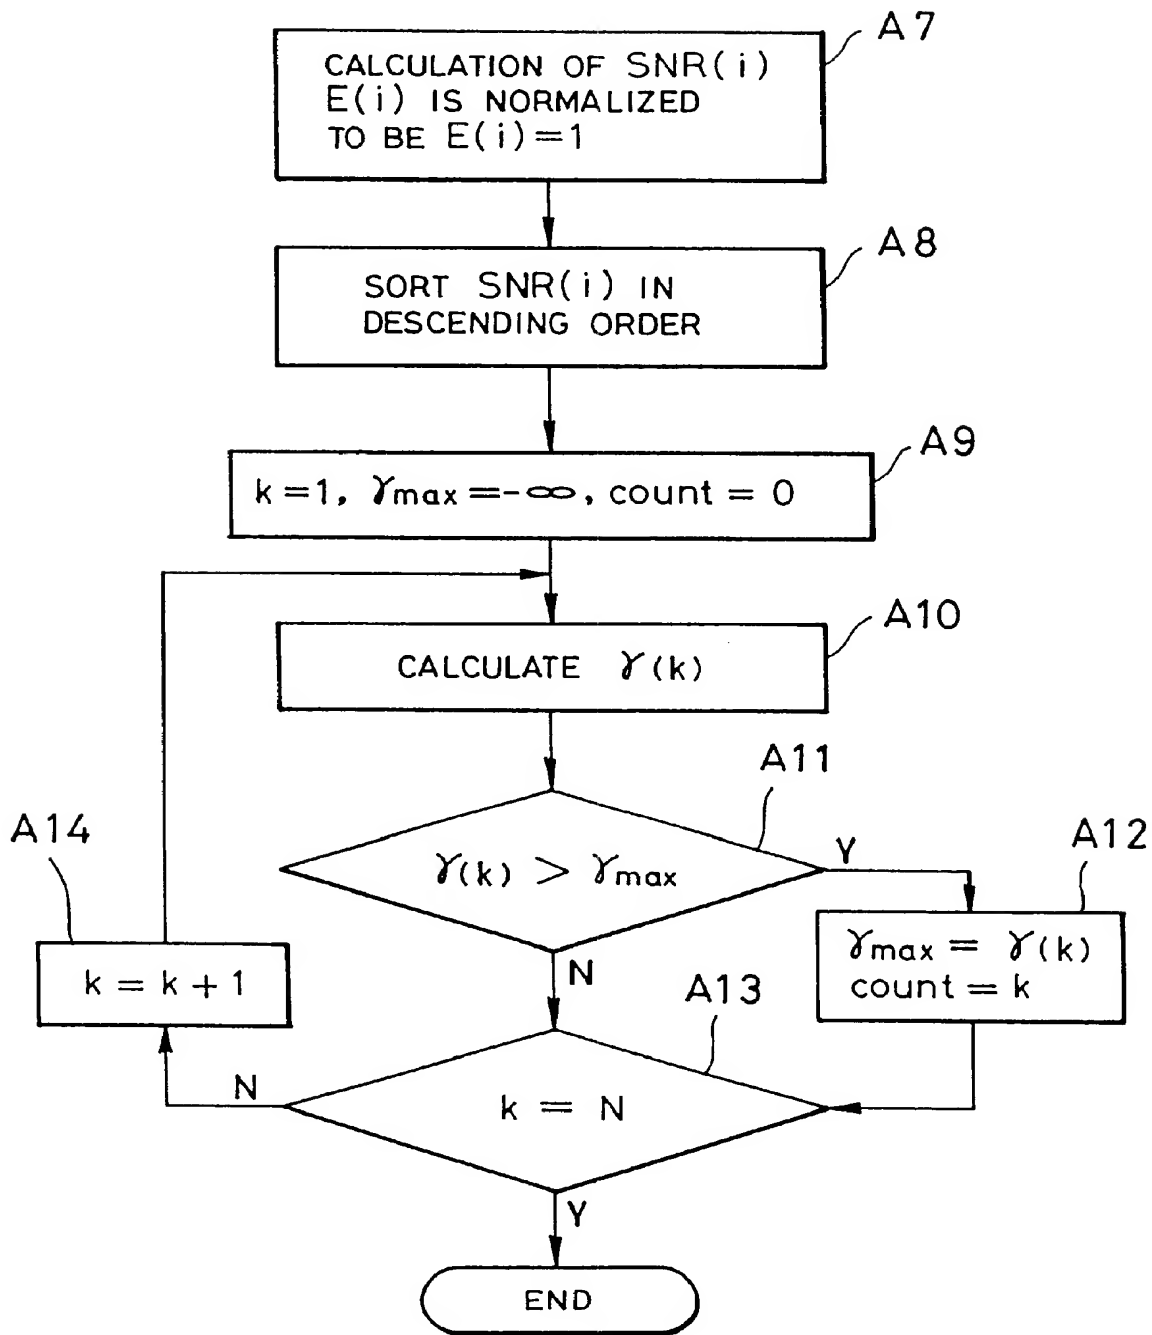 A7
CALCULATION OF SNR(i)
E(i) IS NORMALIZED
TO BE E(i)=1
A8
SORT SNR(i) IN
DESCENDING ORDER
A9
k=1, γmax=-∞, count = 0
A10
CALCULATE γ(k)
A11
γ(k) > γmax
Y
N
A12
γmax = γ(k)
count = k
A13
k = N
N
Y
A14
k = k + 1
END